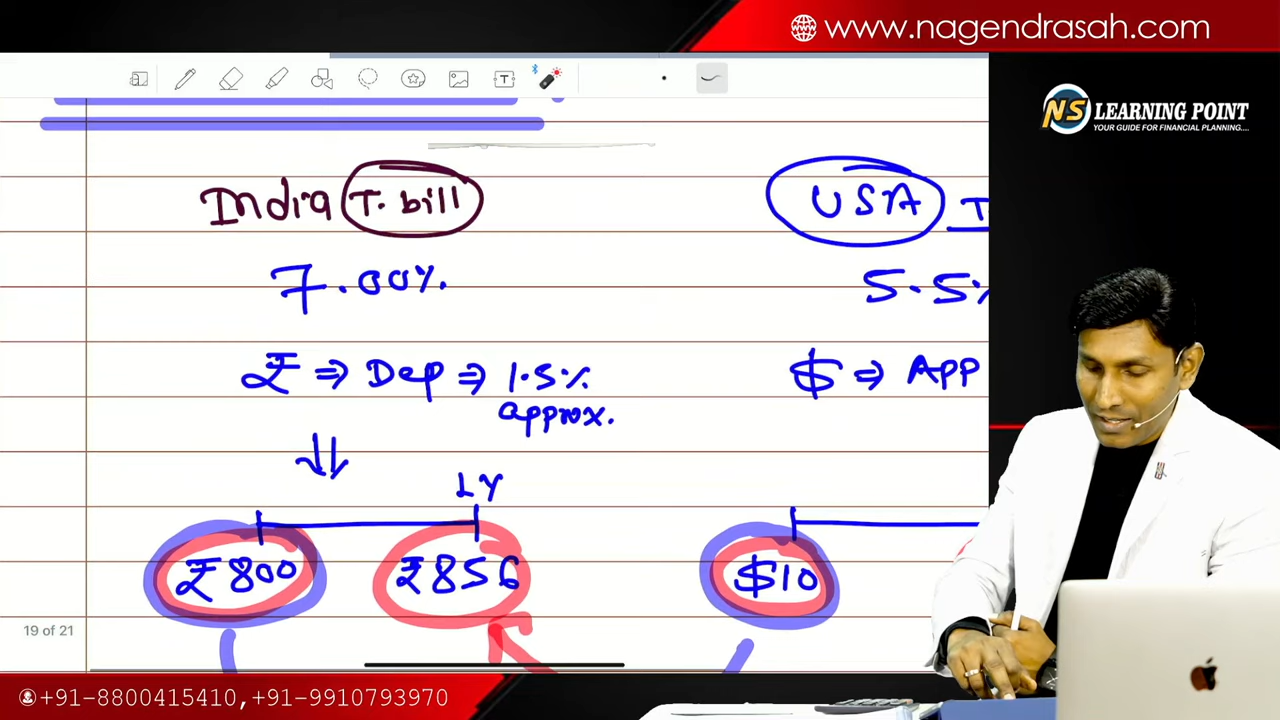 www.nagendrasah.com
NS LEARNING POINT
YOUR GUIDE FOR FINANCIAL PLANNING....
T
India T. bill
USA T
7.00%
5.5%
₹ ⇒ Dep ⇒ 1.5%
approx.
$ ⇒ App
1Y
₹800
₹856
$10
19 of 21
+91-8800415410,+91-9910793970